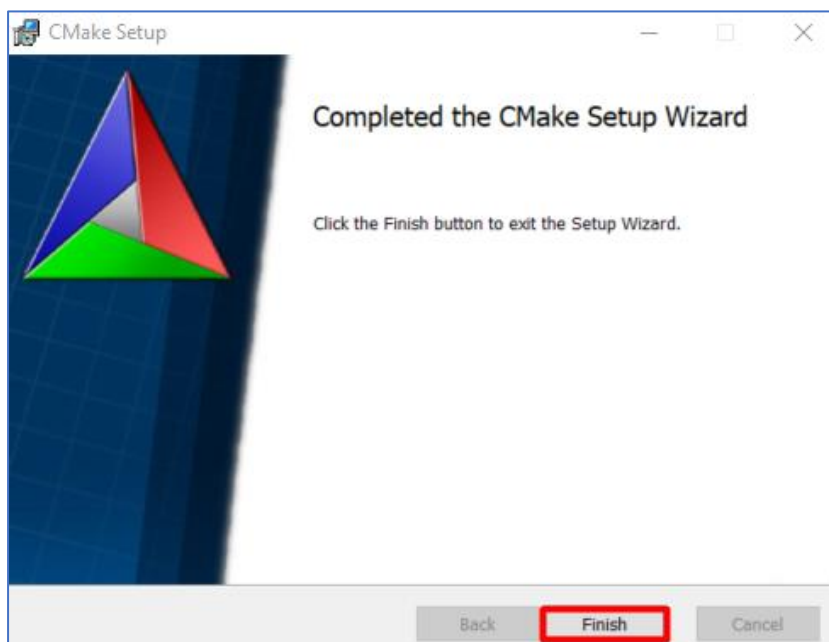 CMake Setup
Completed the CMake Setup Wizard
Click the Finish button to exit the Setup Wizard.
Back
Finish
Cancel